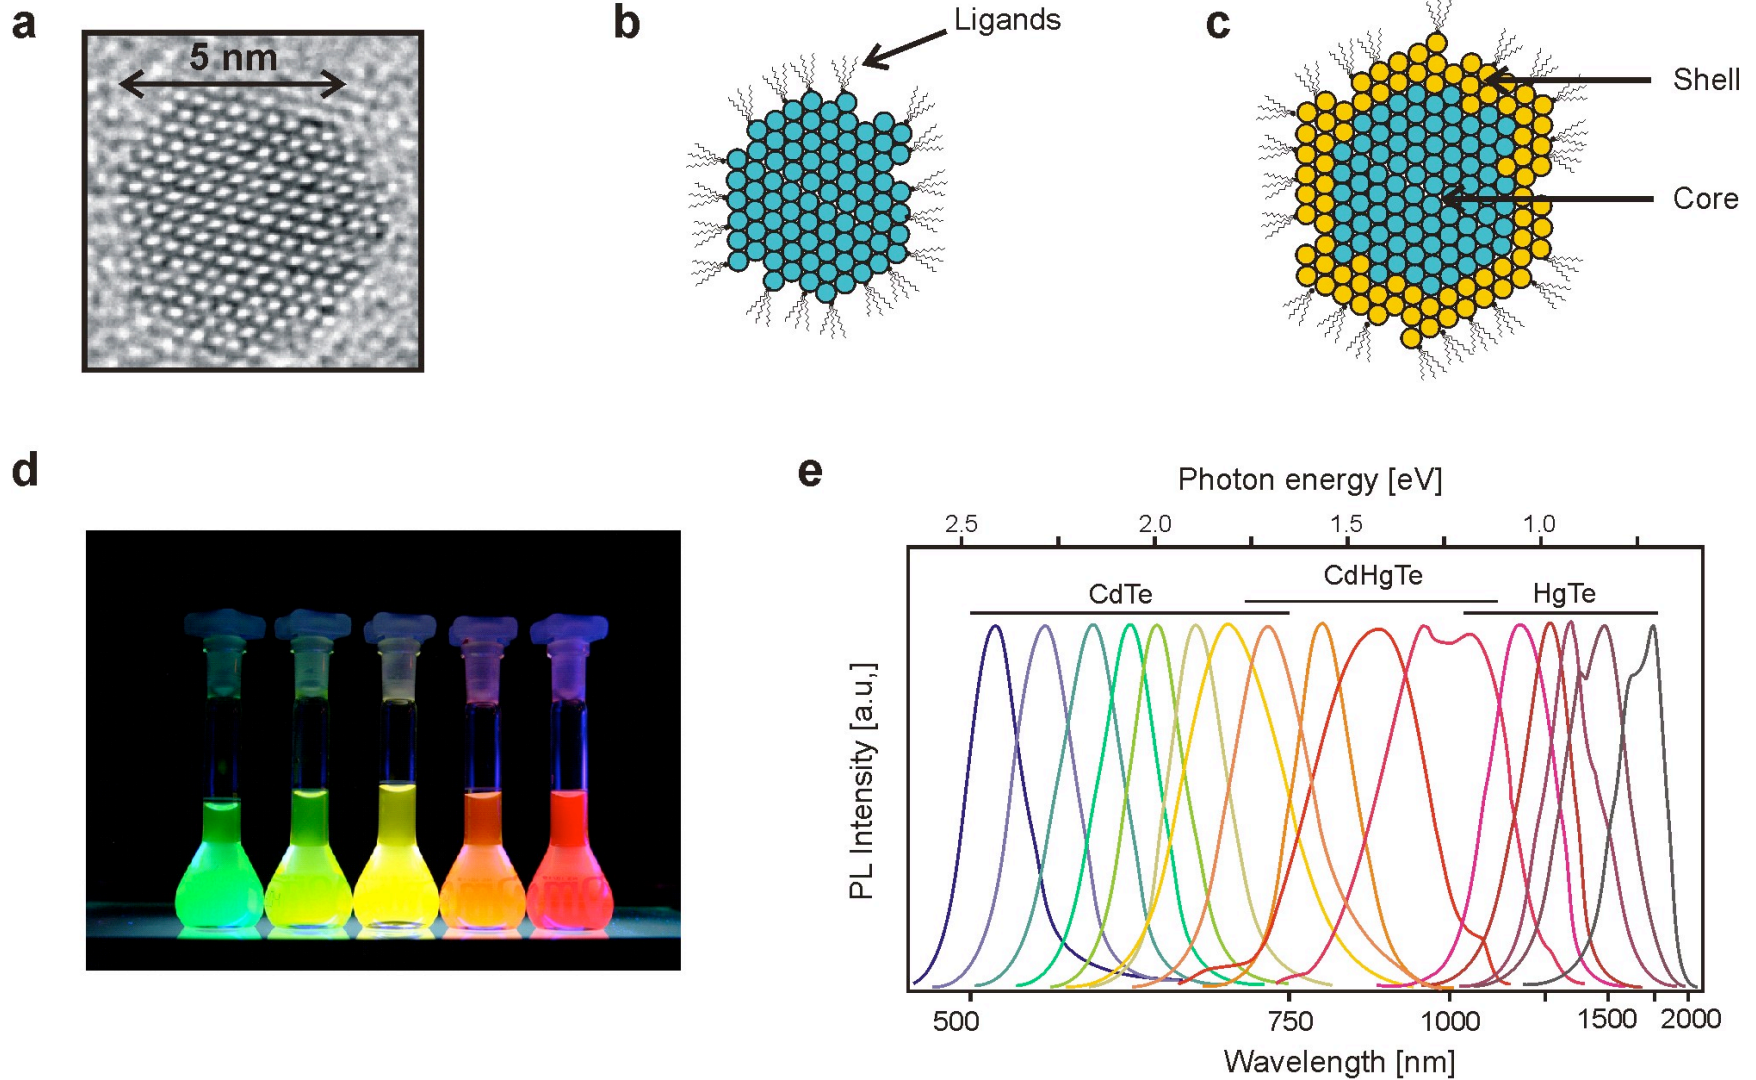 a
5 nm
b
Ligands
c
Shell
Core
d
e
Photon energy [eV]
2.5 2.0 1.5 1.0
CdTe
CdHgTe
HgTe
PL Intensity [a.u,]
500 750 1000 1500 2000
Wavelength [nm]